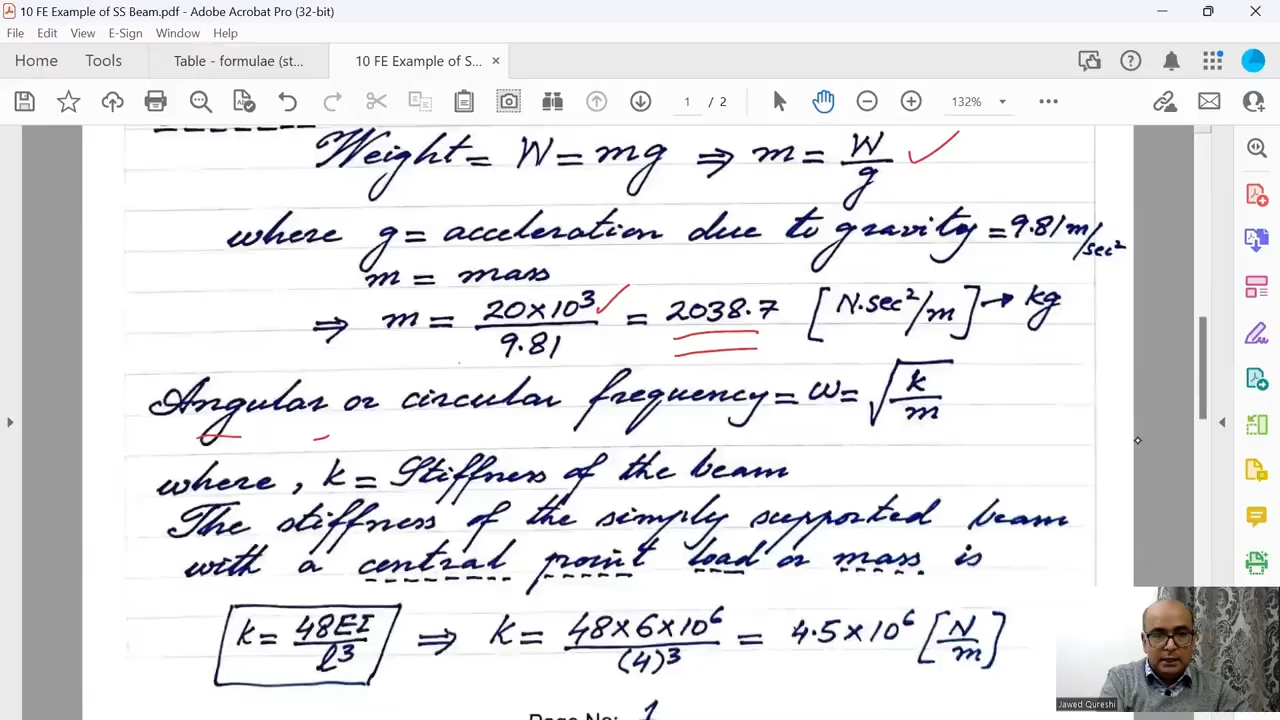 10 FE Example of SS Beam.pdf - Adobe Acrobat Pro (32-bit)
File Edit View E-Sign Window Help
Home Tools Table - formulae (st... 10 FE Example of S... ×
1 / 2 132%
Weight = W = mg ⇒ m = W/g ✓
where g = acceleration due to gravity = 9.81 m/sec²
m = mass
⇒ m = 20×10³/9.81 = 2038.7 [N.sec²/m] → kg
Angular or circular frequency = ω = √(k/m)
where, k = Stiffness of the beam
The stiffness of the simply supported beam
with a central point load or mass is
k = 48EI/l³ ⇒ k = 48×6×10⁶/(4)³ = 4.5×10⁶ [N/m]
Page No: 1
Jawed Qureshi